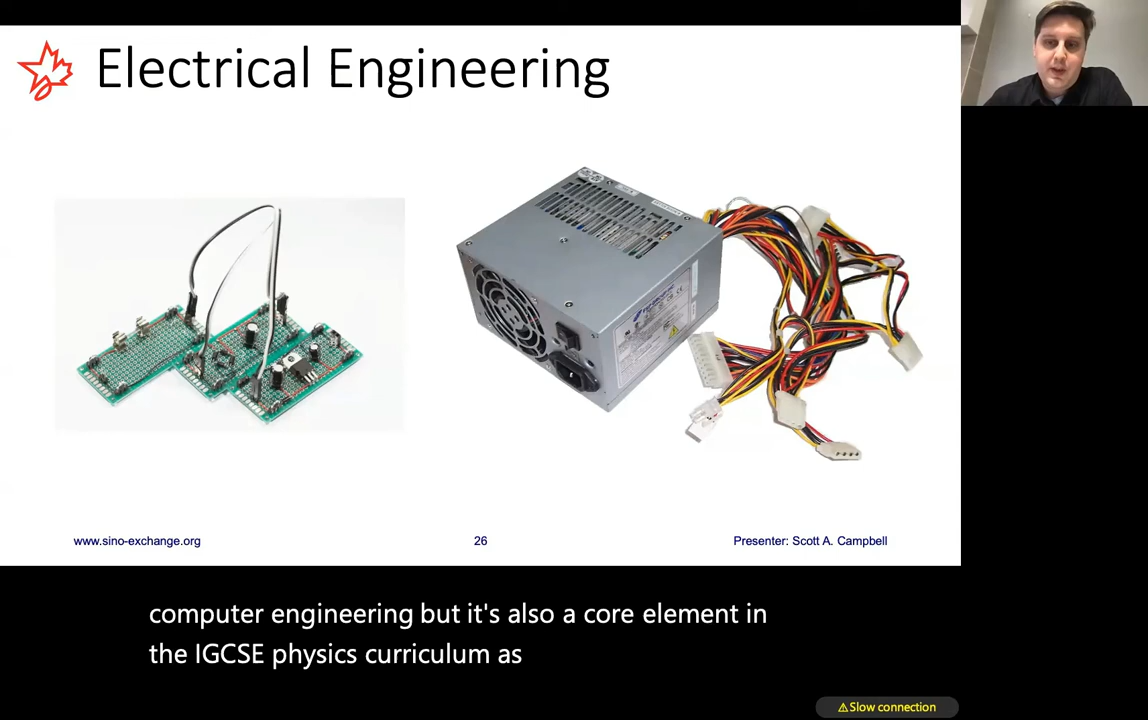 Electrical Engineering
www.sino-exchange.org
26
Presenter: Scott A. Campbell
computer engineering but it's also a core element in
the IGCSE physics curriculum as
⚠Slow connection